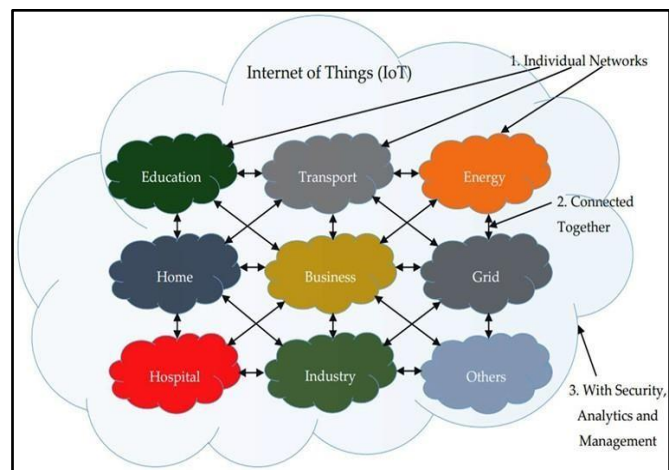 1. Individual Networks
Internet of Things (IoT)
Education
Transport
Energy
2. Connected
Together
Home
Business
Grid
Hospital
Industry
Others
3. With Security,
Analytics and
Management